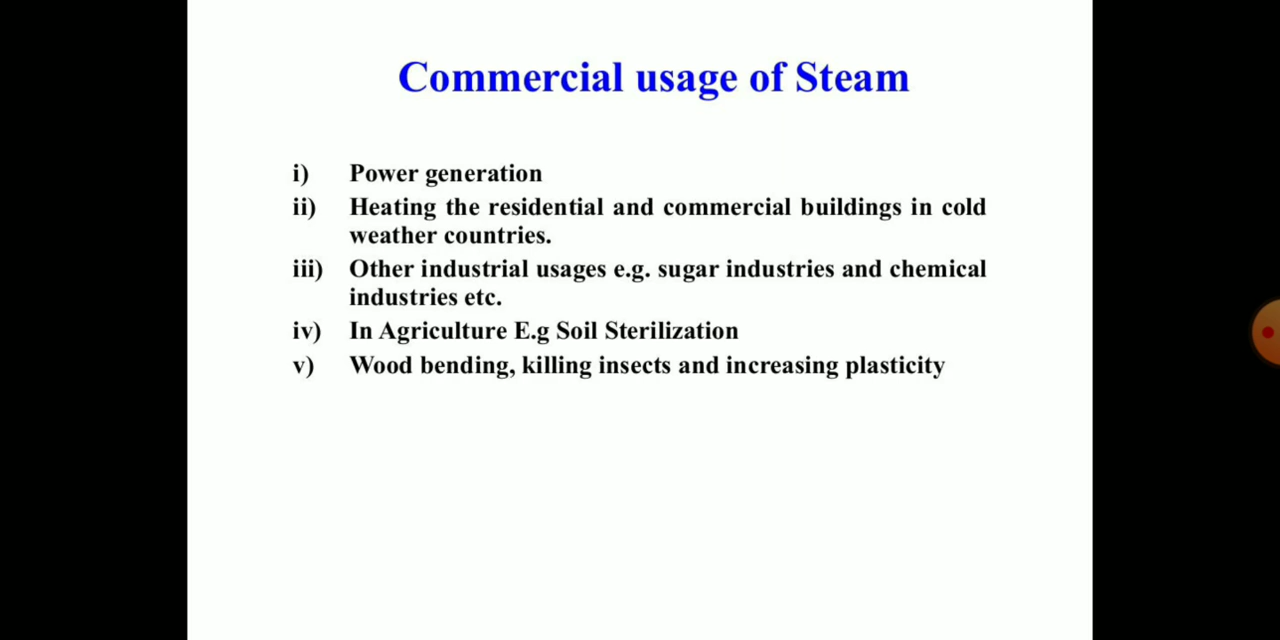 Commercial usage of Steam
i) Power generation
ii) Heating the residential and commercial buildings in cold
weather countries.
iii) Other industrial usages e.g. sugar industries and chemical
industries etc.
iv) In Agriculture E.g Soil Sterilization
v) Wood bending, killing insects and increasing plasticity